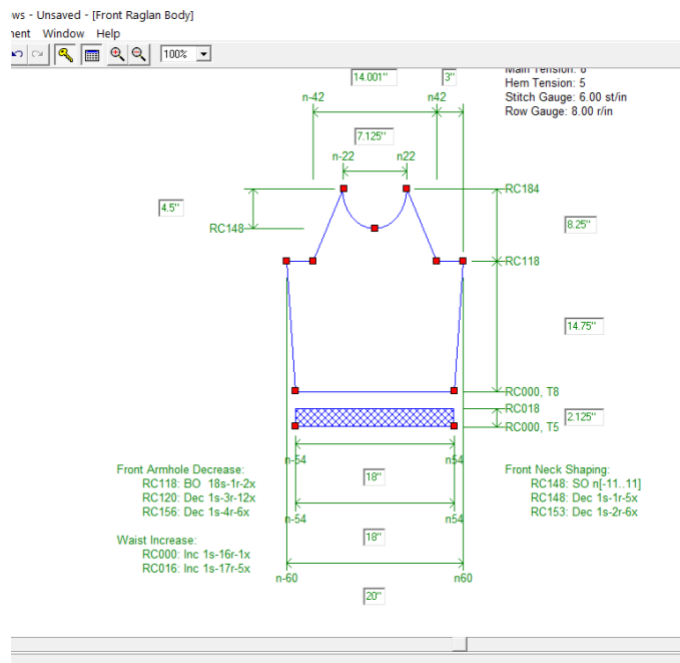 ws - Unsaved - [Front Raglan Body]
nent Window Help
100%
14.001" 3"
Main Tension: 8
Hem Tension: 5
Stitch Gauge: 6.00 st/in
Row Gauge: 8.00 r/in
n-42 n42
7.125"
n-22 n22
RC184
4.5"
8.25"
RC148
RC118
14.75"
RC000, T8
RC018
2.125"
RC000, T5
n-54 n54
18"
n-54 n54
18"
n-60 n60
20"
Front Armhole Decrease:
RC118: BO 18s-1r-2x
RC120: Dec 1s-3r-12x
RC156: Dec 1s-4r-6x
Waist Increase:
RC000: Inc 1s-16r-1x
RC016: Inc 1s-17r-5x
Front Neck Shaping:
RC148: SO n[-11..11]
RC148: Dec 1s-1r-5x
RC153: Dec 1s-2r-6x